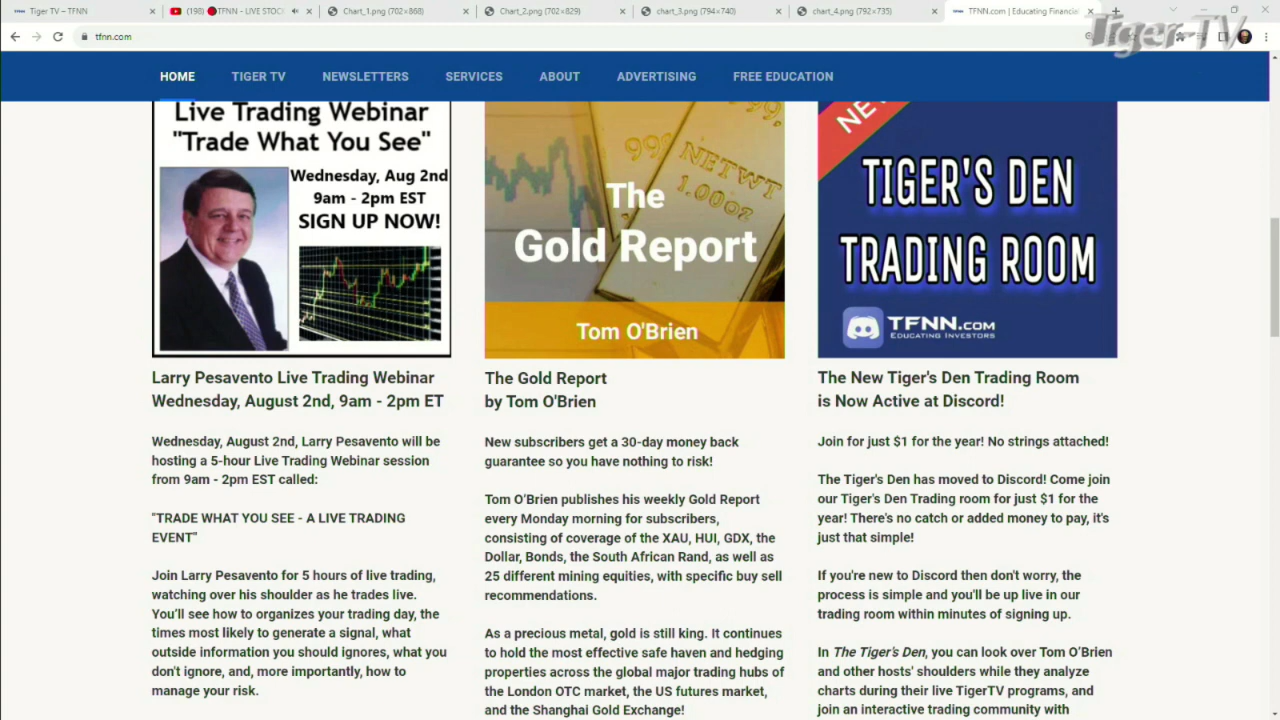 Tiger TV – TFNN
(198) 🔴TFNN - LIVE STOC
Chart_1.png (702×868)
Chart_2.png (702×829)
chart_3.png (794×740)
chart_4.png (792×735)
TFNN.com | Educating Financial
Tiger-TV
tfnn.com
HOME
TIGER TV
NEWSLETTERS
SERVICES
ABOUT
ADVERTISING
FREE EDUCATION
Live Trading Webinar
"Trade What You See"
Wednesday, Aug 2nd
9am - 2pm EST
SIGN UP NOW!
Larry Pesavento Live Trading Webinar
Wednesday, August 2nd, 9am - 2pm ET
Wednesday, August 2nd, Larry Pesavento will be
hosting a 5-hour Live Trading Webinar session
from 9am - 2pm EST called:
"TRADE WHAT YOU SEE - A LIVE TRADING
EVENT"
Join Larry Pesavento for 5 hours of live trading,
watching over his shoulder as he trades live.
You'll see how to organizes your trading day, the
times most likely to generate a signal, what
outside information you should ignores, what you
don't ignore, and, more importantly, how to
manage your risk.
999.
999.
NETWT
1.00oz
The
Gold Report
Tom O'Brien
The Gold Report
by Tom O'Brien
New subscribers get a 30-day money back
guarantee so you have nothing to risk!
Tom O'Brien publishes his weekly Gold Report
every Monday morning for subscribers,
consisting of coverage of the XAU, HUI, GDX, the
Dollar, Bonds, the South African Rand, as well as
25 different mining equities, with specific buy sell
recommendations.
As a precious metal, gold is still king. It continues
to hold the most effective safe haven and hedging
properties across the global major trading hubs of
the London OTC market, the US futures market,
and the Shanghai Gold Exchange!
NEW
TIGER'S DEN
TRADING ROOM
TFNN.COM
EDUCATING INVESTORS
The New Tiger's Den Trading Room
is Now Active at Discord!
Join for just $1 for the year! No strings attached!
The Tiger's Den has moved to Discord! Come join
our Tiger's Den Trading room for just $1 for the
year! There's no catch or added money to pay, it's
just that simple!
If you're new to Discord then don't worry, the
process is simple and you'll be up live in our
trading room within minutes of signing up.
In The Tiger's Den, you can look over Tom O'Brien
and other hosts' shoulders while they analyze
charts during their live TigerTV programs, and
join an interactive trading community with